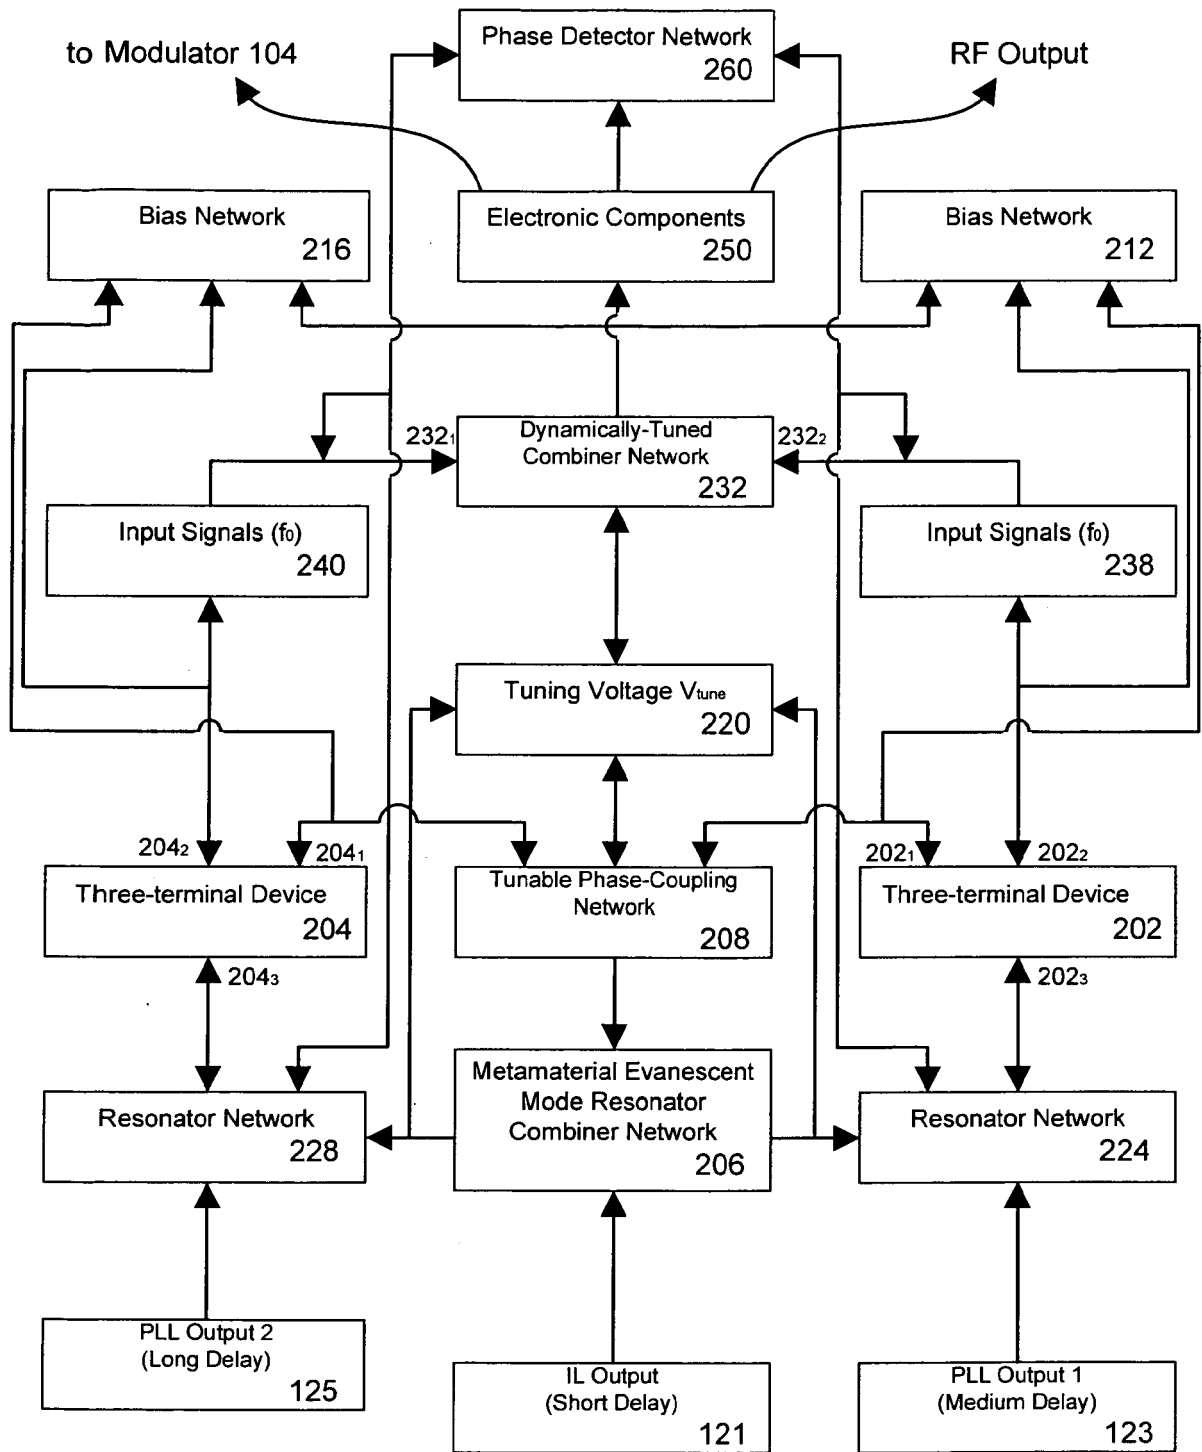 to Modulator 104
Phase Detector Network
260
RF Output
Bias Network
216
Electronic Components
250
Bias Network
212
232₁
Dynamically-Tuned
Combiner Network
232
232₂
Input Signals (f₀)
240
Input Signals (f₀)
238
Tuning Voltage Vtune
220
204₂
204₁
202₁
202₂
Three-terminal Device
204
Tunable Phase-Coupling
Network
208
Three-terminal Device
202
204₃
202₃
Resonator Network
228
Metamaterial Evanescent
Mode Resonator
Combiner Network
206
Resonator Network
224
PLL Output 2
(Long Delay)
125
IL Output
(Short Delay)
121
PLL Output 1
(Medium Delay)
123